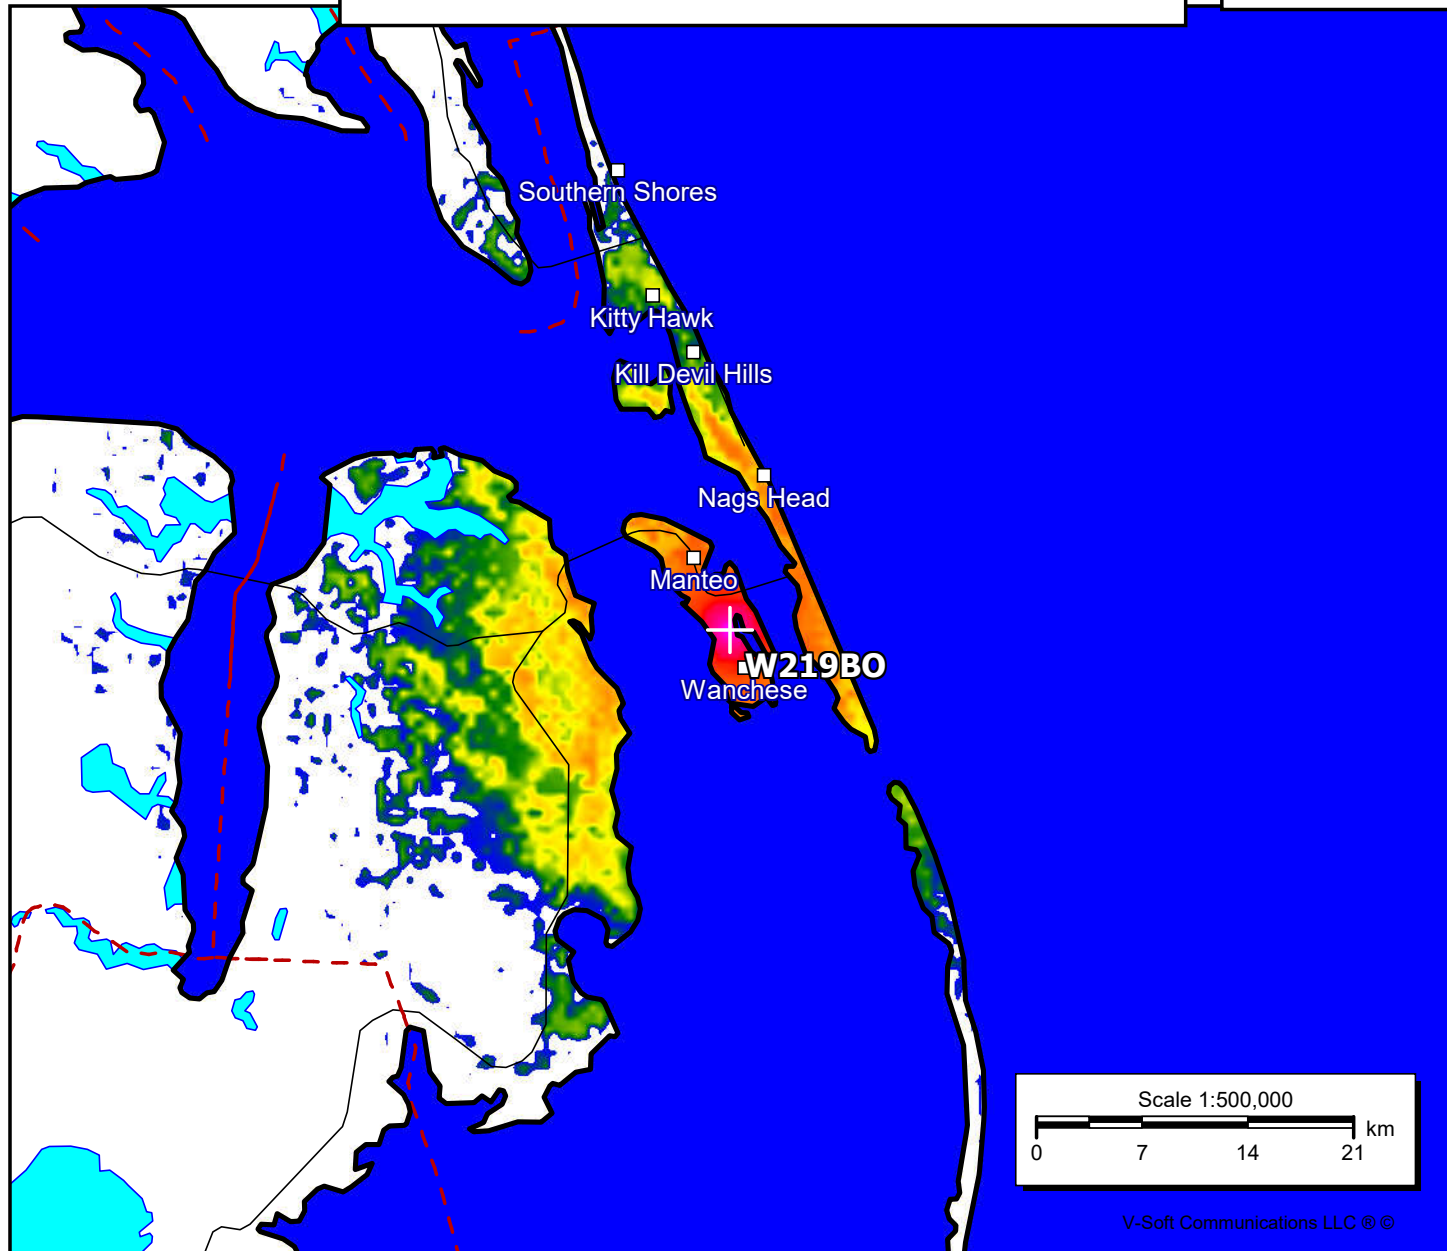 Southern Shores
Kitty Hawk
Kill Devil Hills
Nags Head
Manteo
W219BO
Wanchese
Scale 1:500,000
km
0 7 14 21
V-Soft Communications LLC ® ©